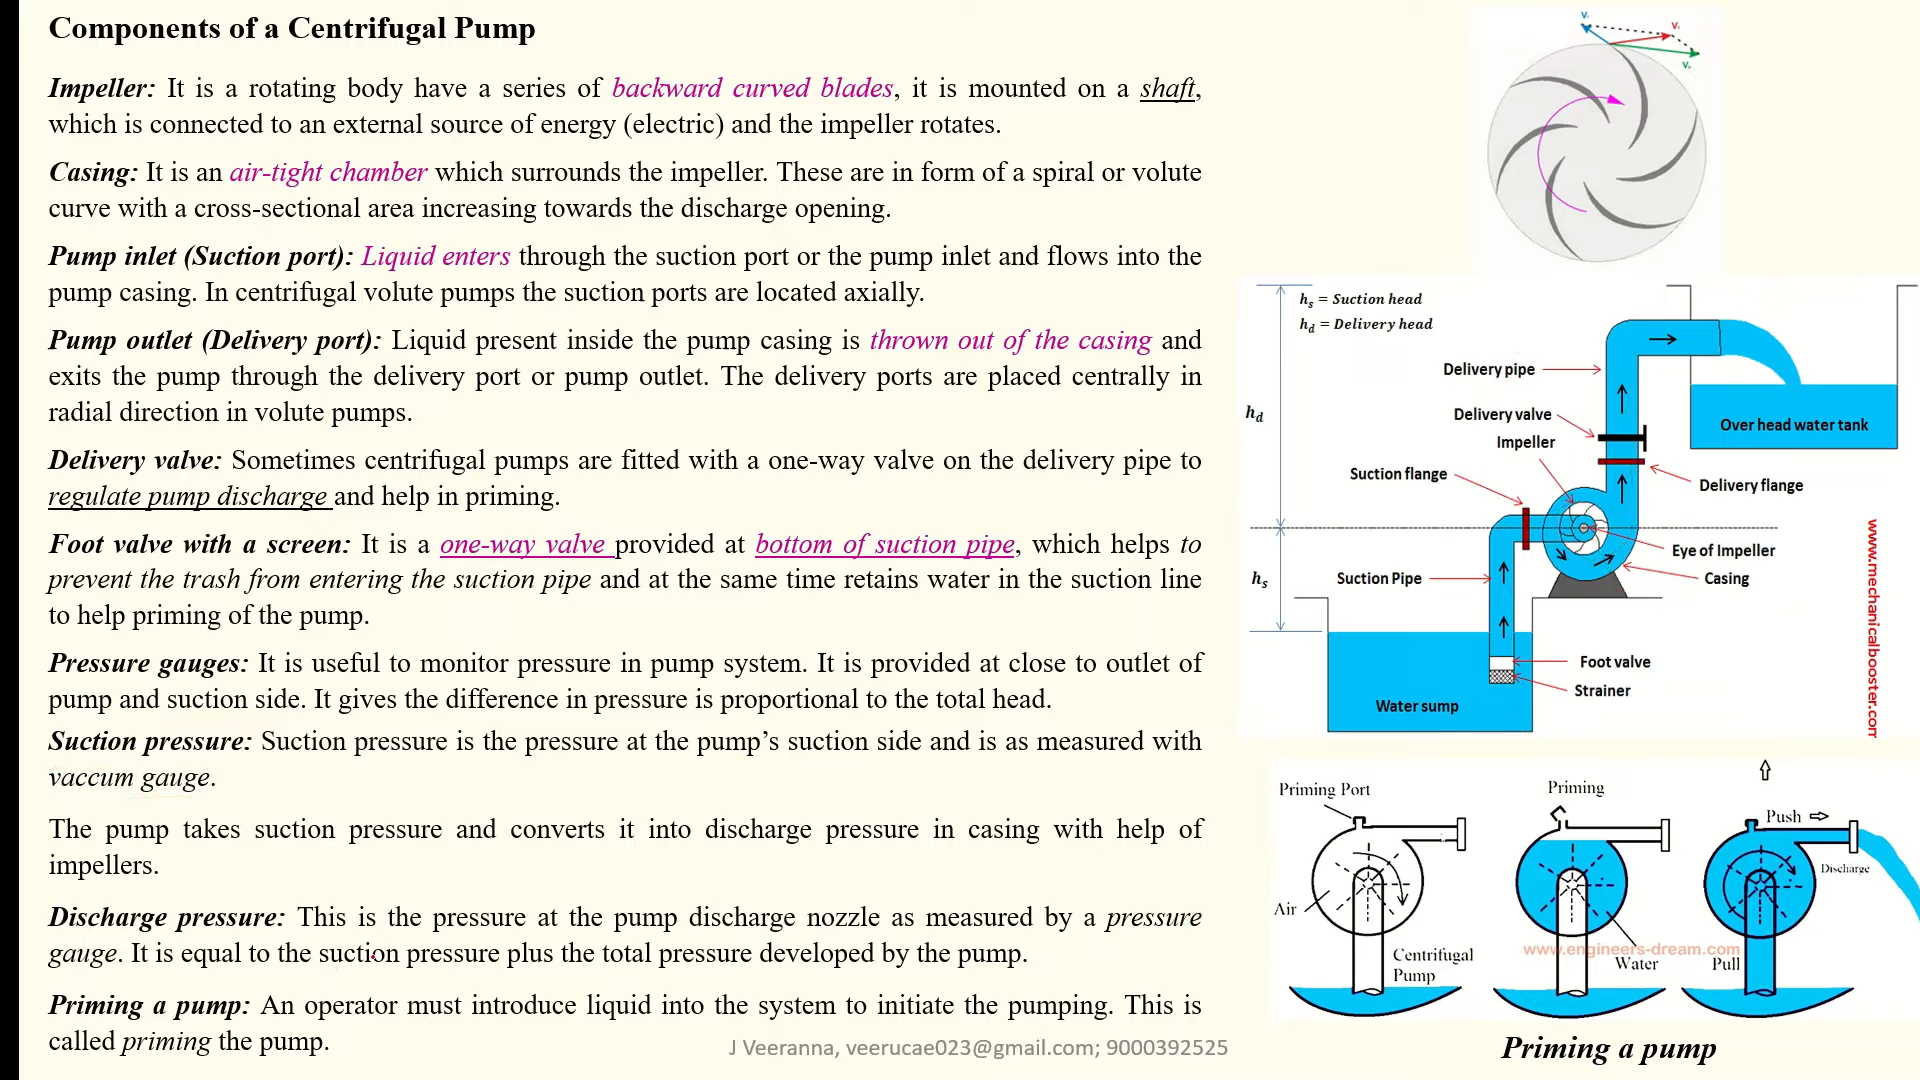 Components of a Centrifugal Pump
Impeller: It is a rotating body have a series of backward curved blades, it is mounted on a shaft,
which is connected to an external source of energy (electric) and the impeller rotates.
Casing: It is an air-tight chamber which surrounds the impeller. These are in form of a spiral or volute
curve with a cross-sectional area increasing towards the discharge opening.
Pump inlet (Suction port): Liquid enters through the suction port or the pump inlet and flows into the
pump casing. In centrifugal volute pumps the suction ports are located axially.
Pump outlet (Delivery port): Liquid present inside the pump casing is thrown out of the casing and
exits the pump through the delivery port or pump outlet. The delivery ports are placed centrally in
radial direction in volute pumps.
Delivery valve: Sometimes centrifugal pumps are fitted with a one-way valve on the delivery pipe to
regulate pump discharge and help in priming.
Foot valve with a screen: It is a one-way valve provided at bottom of suction pipe, which helps to
prevent the trash from entering the suction pipe and at the same time retains water in the suction line
to help priming of the pump.
Pressure gauges: It is useful to monitor pressure in pump system. It is provided at close to outlet of
pump and suction side. It gives the difference in pressure is proportional to the total head.
Suction pressure: Suction pressure is the pressure at the pump's suction side and is as measured with
vaccum gauge.
The pump takes suction pressure and converts it into discharge pressure in casing with help of
impellers.
Discharge pressure: This is the pressure at the pump discharge nozzle as measured by a pressure
gauge. It is equal to the suction pressure plus the total pressure developed by the pump.
Priming a pump: An operator must introduce liquid into the system to initiate the pumping. This is
called priming the pump.
J Veeranna, veerucae023@gmail.com; 9000392525
hs = Suction head
hd = Delivery head
Delivery pipe
hd
Delivery valve
Over head water tank
Impeller
Suction flange
Delivery flange
Eye of Impeller
hs
Suction Pipe
Casing
Foot valve
Strainer
Water sump
www.mechanicalbooster.com
Priming Port
Priming
Push
Discharge
Air
www.engineers-dream.com
Centrifugal
Pump
Water
Pull
Priming a pump